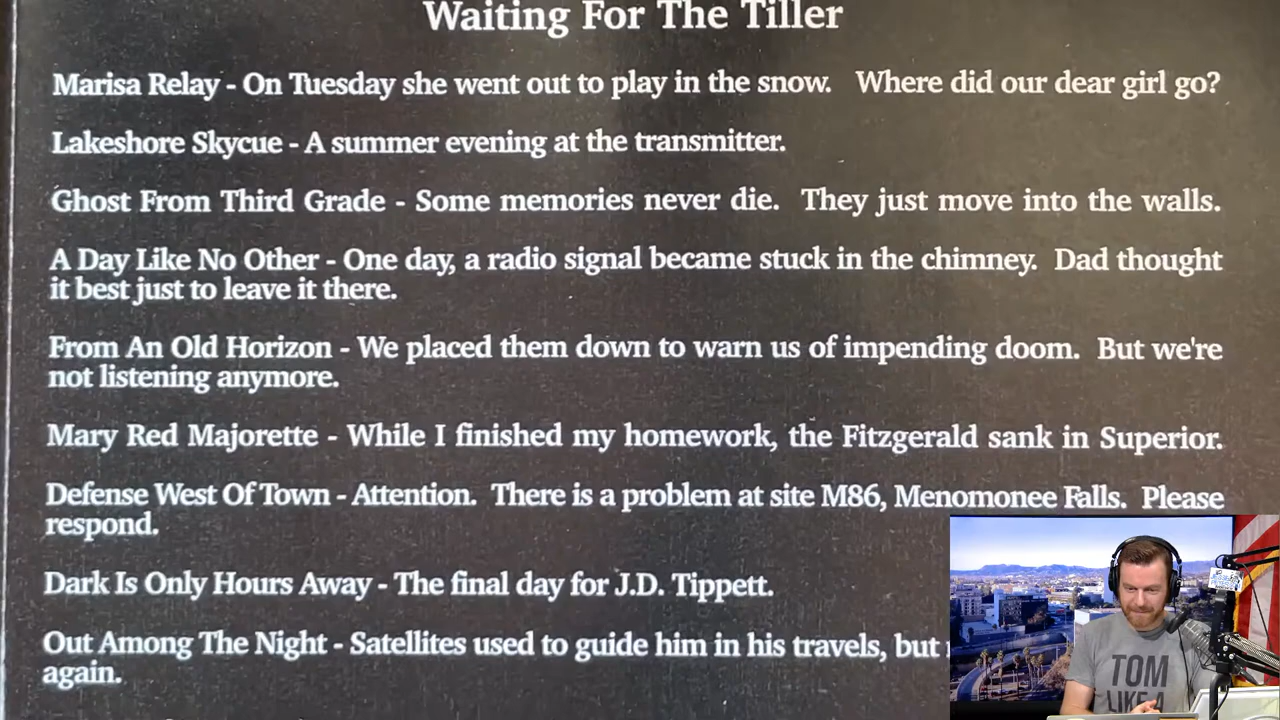 Waiting For The Tiller
Marisa Relay - On Tuesday she went out to play in the snow. Where did our dear girl go?
Lakeshore Skycue - A summer evening at the transmitter.
Ghost From Third Grade - Some memories never die. They just move into the walls.
A Day Like No Other - One day, a radio signal became stuck in the chimney. Dad thought
it best just to leave it there.
From An Old Horizon - We placed them down to warn us of impending doom. But we're
not listening anymore.
Mary Red Majorette - While I finished my homework, the Fitzgerald sank in Superior.
Defense West Of Town - Attention. There is a problem at site M86, Menomonee Falls. Please
respond.
Dark Is Only Hours Away - The final day for J.D. Tippett.
Out Among The Night - Satellites used to guide him in his travels, but
again.
TOM
LIKE A